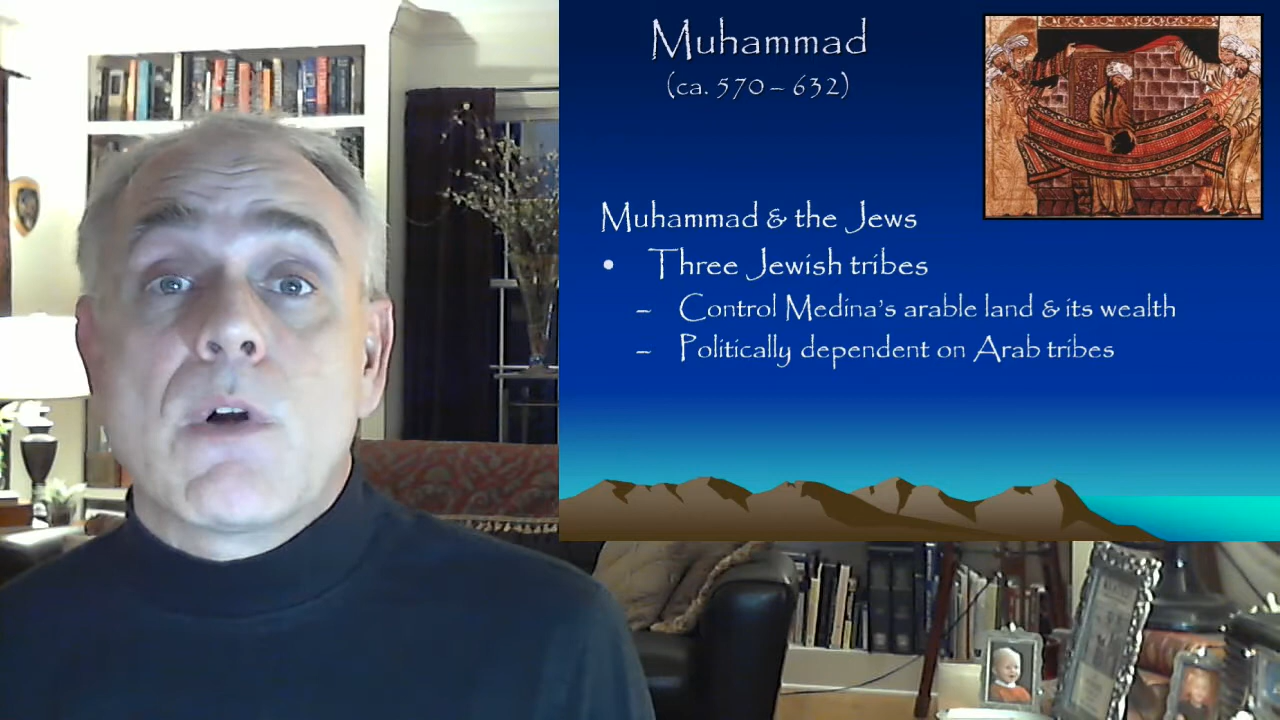 Muhammad
(ca. 570 – 632)
Muhammad & the Jews
• Three Jewish tribes
– Control Medina's arable land & its wealth
– Politically dependent on Arab tribes